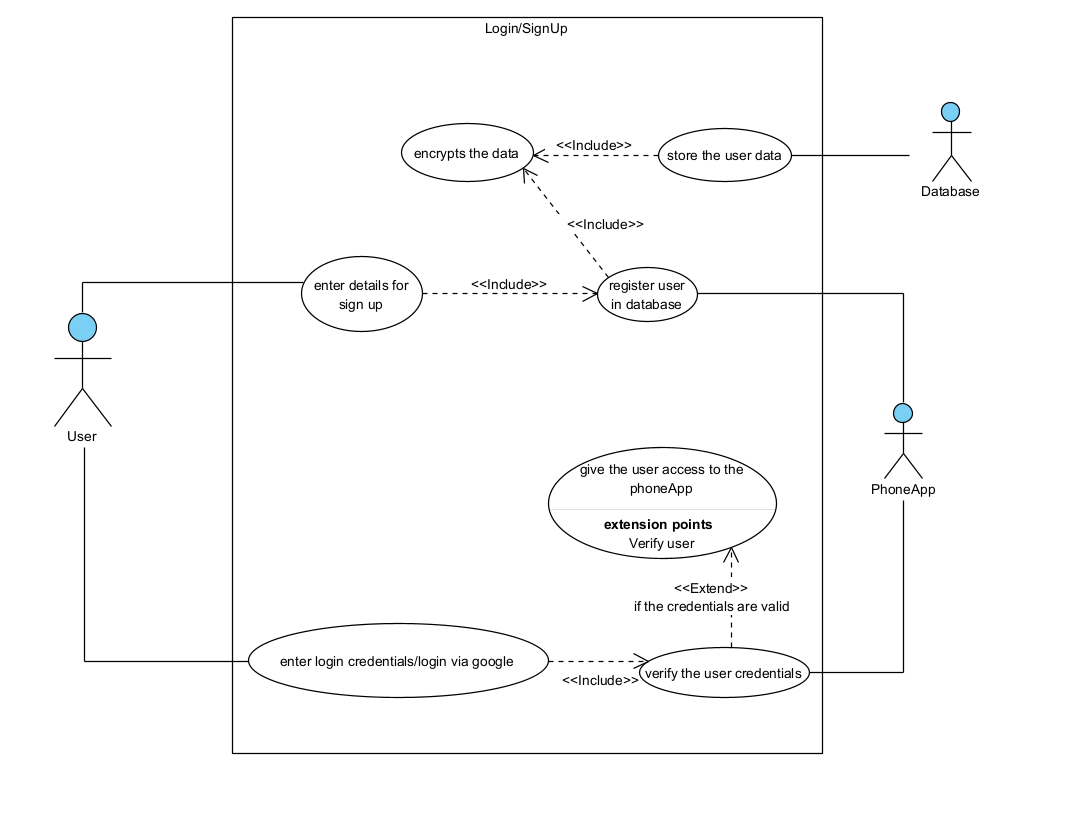 Login/SignUp
encrypts the data
<<Include>>
store the user data
Database
<<Include>>
enter details for
sign up
<<Include>>
register user
in database
User
give the user access to the
phoneApp
extension points
Verify user
PhoneApp
<<Extend>>
if the credentials are valid
enter login credentials/login via google
<<Include>>
verify the user credentials